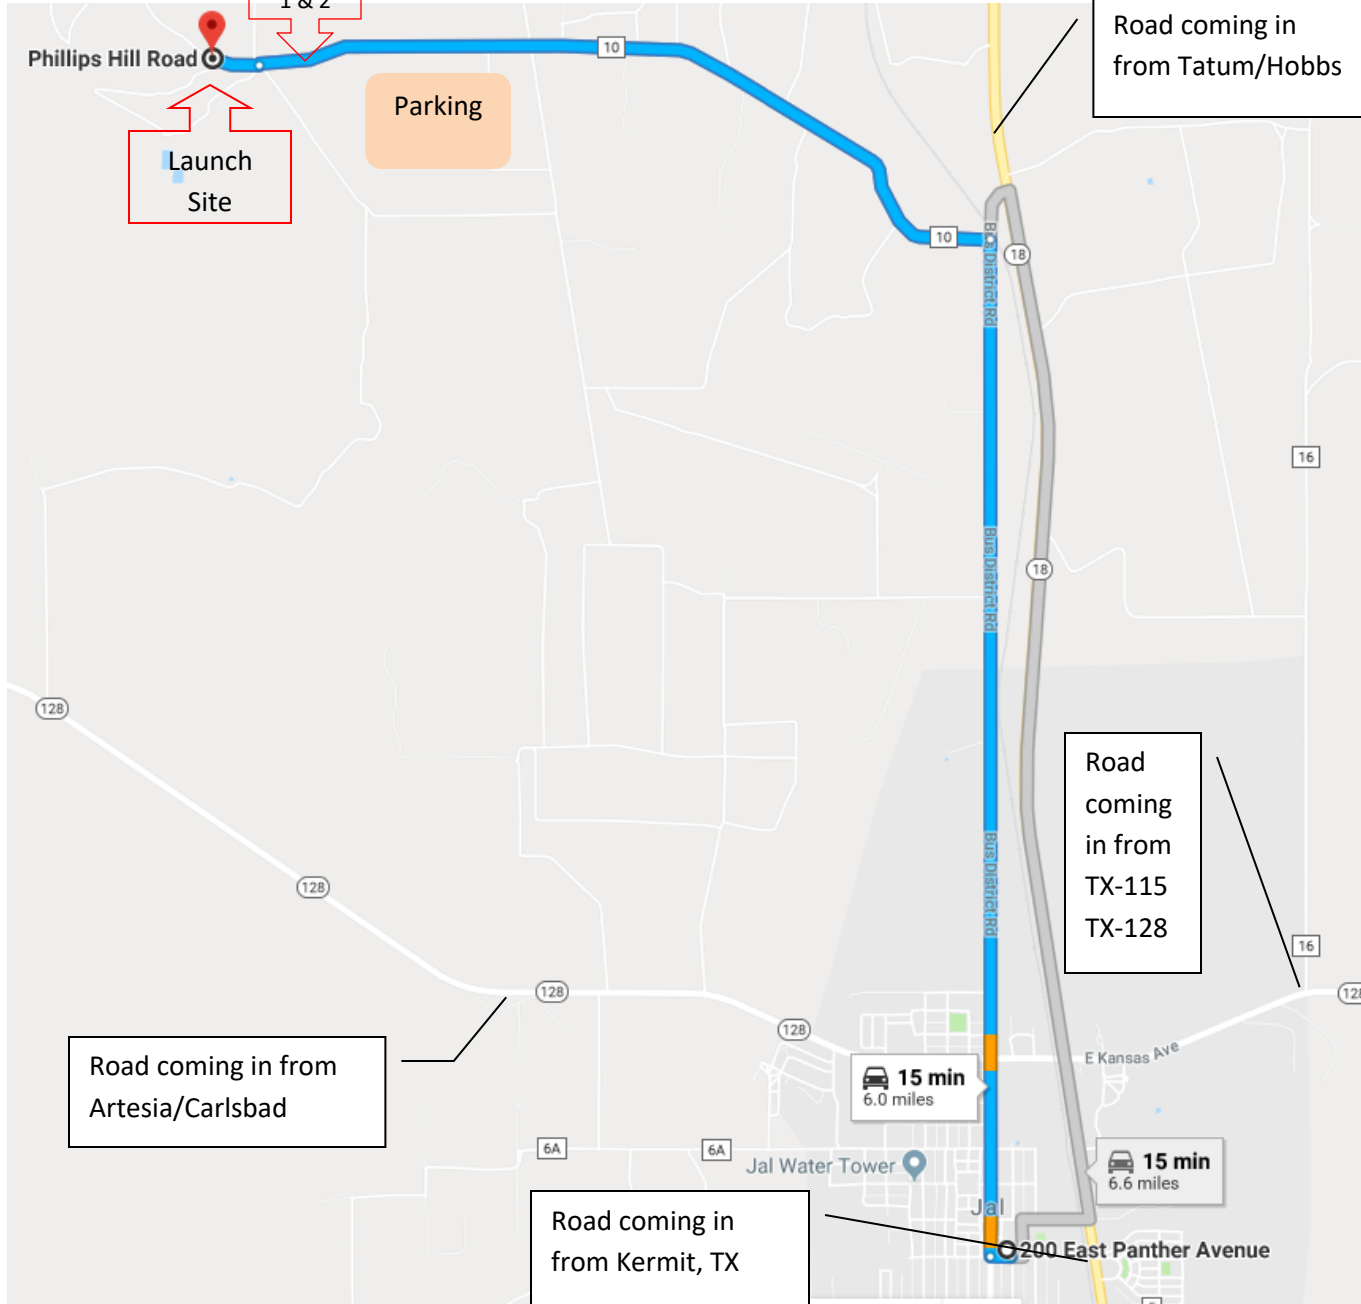 1 & 2
Road coming in
from Tatum/Hobbs
Phillips Hill Road
10
Parking
Launch
Site
10
18
Bus District Rd
16
Bus District Rd
18
128
Road
coming
in from
TX-115
TX-128
Bus District Rd
128
16
128
128
128
E Kansas Ave
Road coming in from
Artesia/Carlsbad
15 min
6.0 miles
6A
6A
Jal Water Tower
15 min
6.6 miles
Jal
Road coming in
from Kermit, TX
200 East Panther Avenue